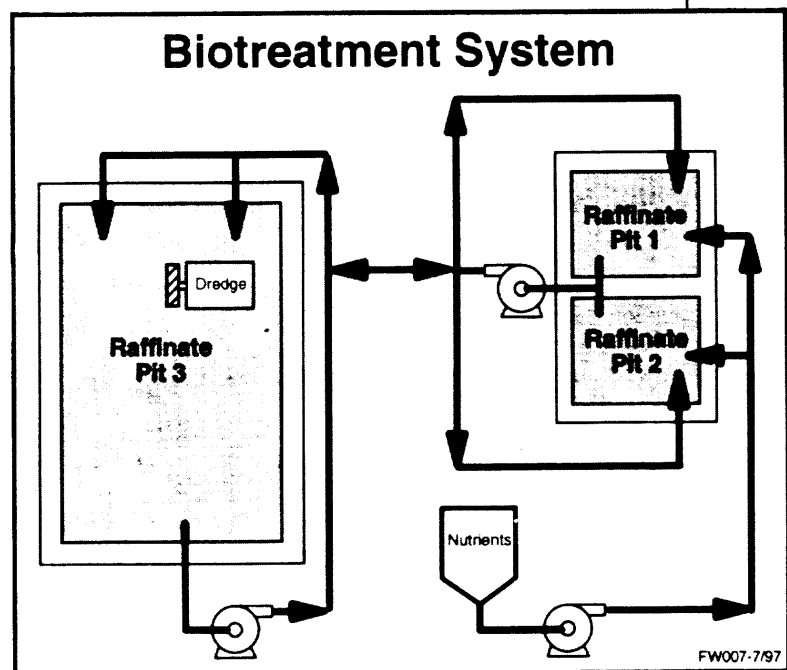 Biotreatment System
Raffinate
Pit 1
Dredge
Raffinate
Pit 2
Raffinate
Pit 3
Nutrients
FW007-7/97